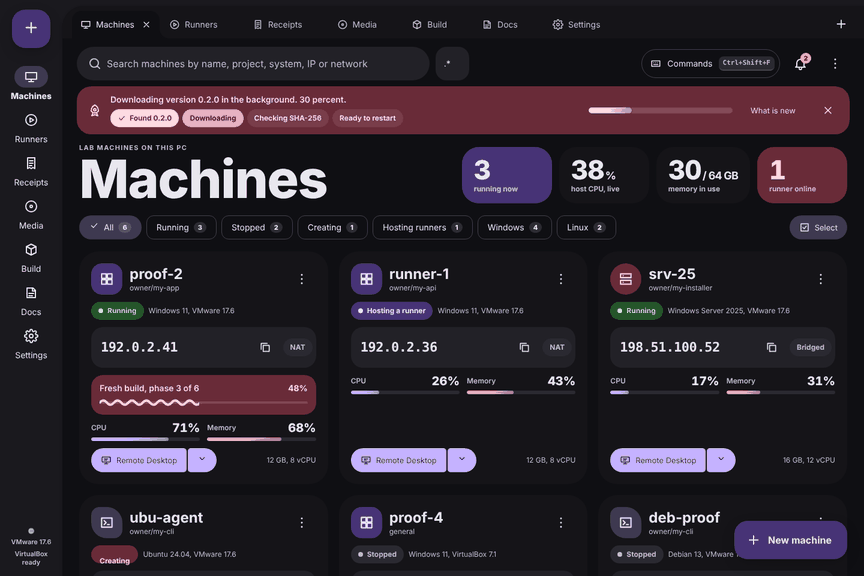 Machines
Runners
Receipts
Media
Build
Docs
Settings
Machines
Runners
Receipts
Media
Build
Docs
Settings
VMware 17.6
VirtualBox
ready
Search machines by name, project, system, IP or network
.*
Commands Ctrl+Shift+F
2
Downloading version 0.2.0 in the background. 30 percent.
Found 0.2.0
Downloading
Checking SHA-256
Ready to restart
What is new
LAB MACHINES ON THIS PC
Machines
3
running now
38%
host CPU, live
30/64 GB
memory in use
1
runner online
All 6
Running 3
Stopped 2
Creating 1
Hosting runners 1
Windows 4
Linux 2
Select
proof-2
owner/my-app
Running
Windows 11, VMware 17.6
192.0.2.41
NAT
Fresh build, phase 3 of 6 48%
CPU 71%
Memory 68%
Remote Desktop
12 GB, 8 vCPU
runner-1
owner/my-api
Hosting a runner
Windows 11, VMware 17.6
192.0.2.36
NAT
CPU 26%
Memory 43%
Remote Desktop
12 GB, 8 vCPU
srv-25
owner/my-installer
Running
Windows Server 2025, VMware 17.6
198.51.100.52
Bridged
CPU 17%
Memory 31%
Remote Desktop
16 GB, 12 vCPU
ubu-agent
owner/my-cli
Creating
Ubuntu 24.04, VMware 17.6
proof-4
general
Stopped
Windows 11, VirtualBox 7.1
deb-proof
owner/my-cli
Stopped
Debian 13, VMware
New machine